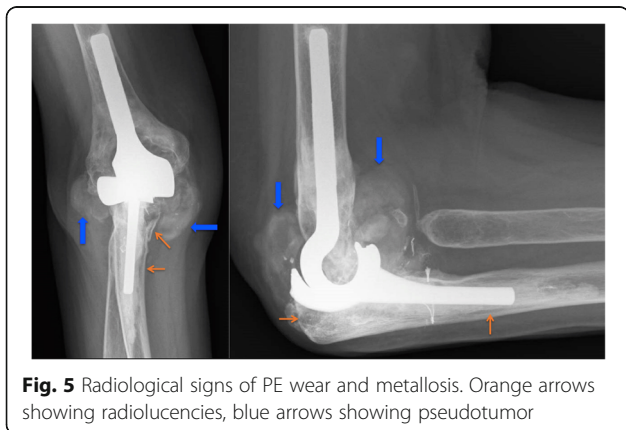 Fig. 5 Radiological signs of PE wear and metallosis. Orange arrows
showing radiolucencies, blue arrows showing pseudotumor